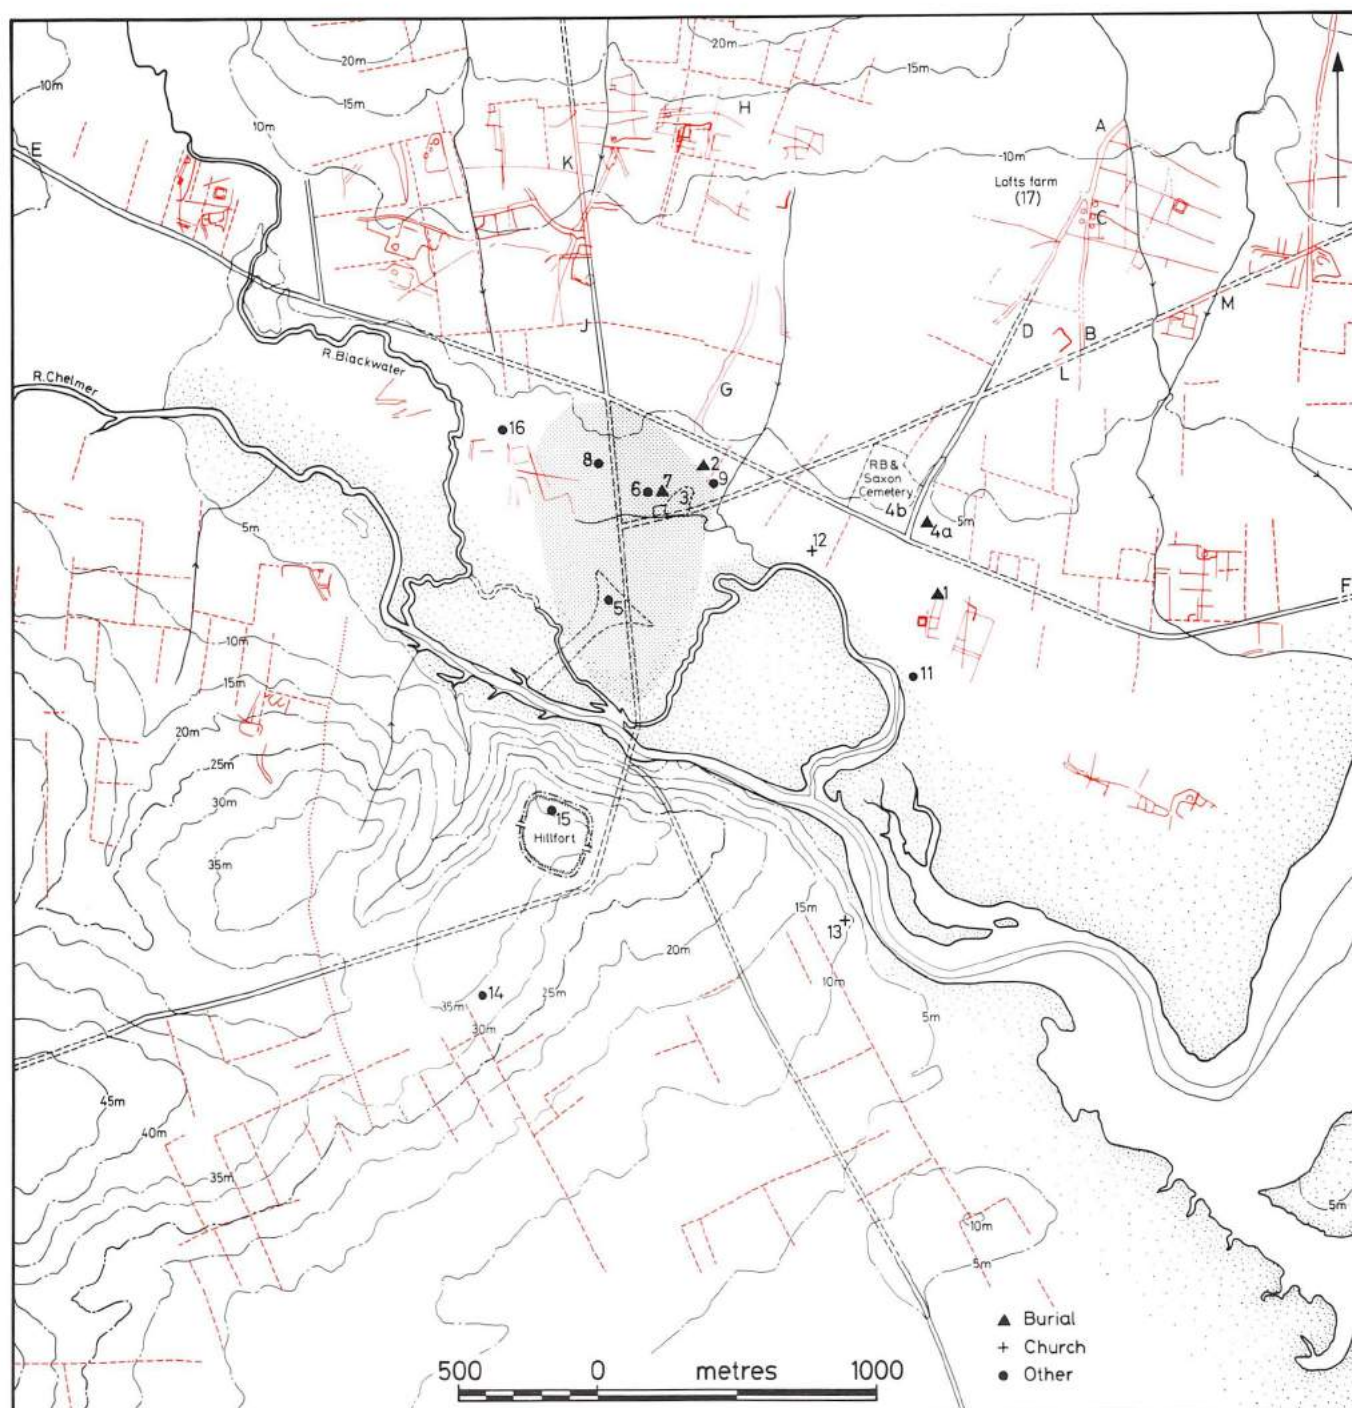 20m
20m
15m
10m
15m
10m
H
A
E
K
10m
Lofts farm
(17)
C
M
J
D
B
R.Blackwater
L
R.Chelmer
G
16
8
2
RB &
Saxon
Cemetery
4b
7
9
6
3
5m
4a
5m
12
F
1
5
10m
11
15m
20m
25m
30m
15
Hillfort
35m
15m
13
20m
10m
14
25m
35m
5m
30m
45m
40m
35m
5m
10m
5m
Burial
Church
500 0 metres 1000
Other